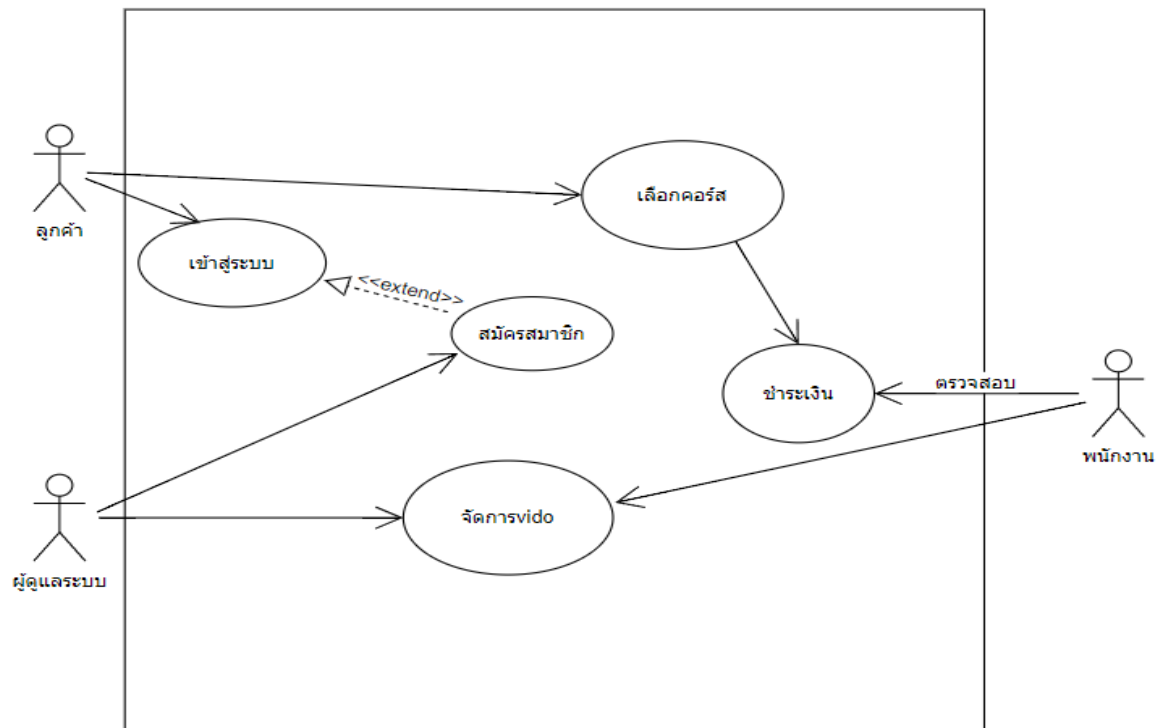 ลูกค้า
เลือกคอร์ส
เข้าสู่ระบบ
<<extend>>
สมัครสมาชิก
ชำระเงิน
ตรวจสอบ
พนักงาน
จัดการvido
ผู้ดูแลระบบ